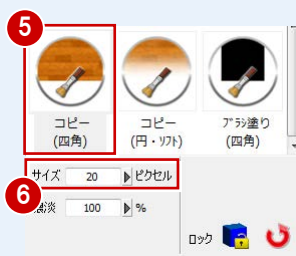 5
コピー
(四角)
コピー
(円・ソフト)
ブラシ塗り
(四角)
サイズ 20 ピクセル
6
濃淡 100 %
ロック